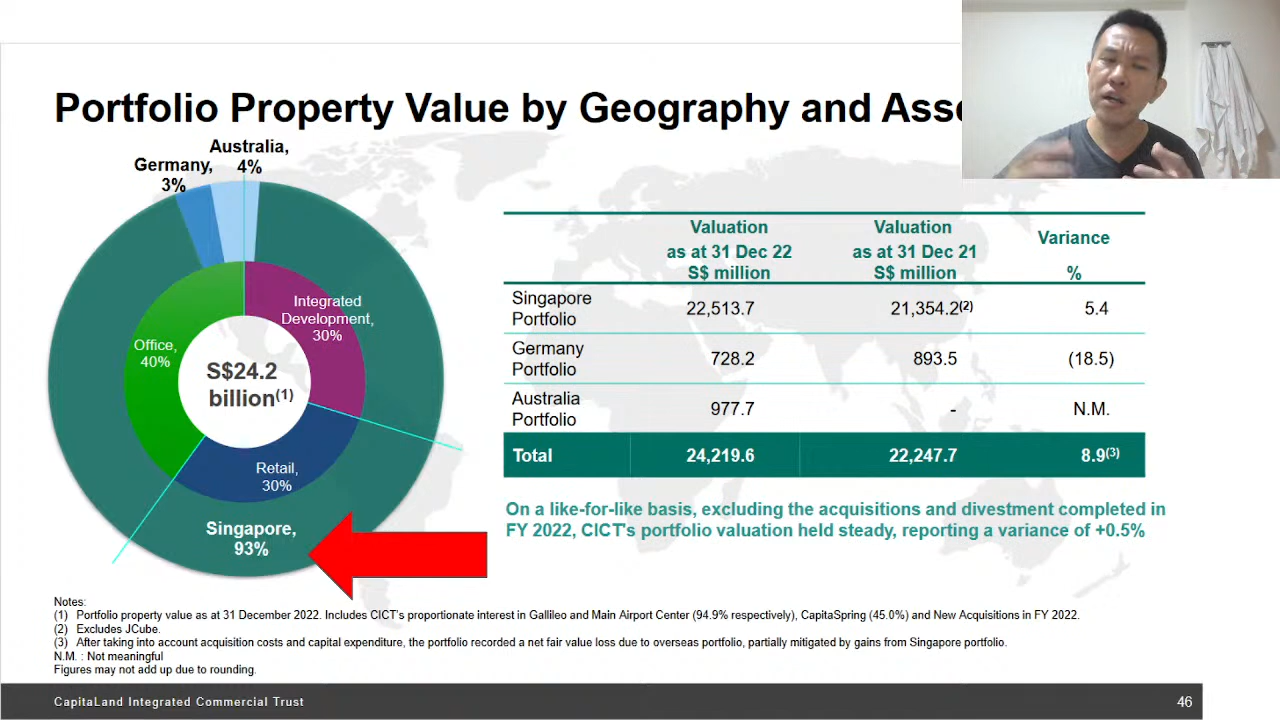 Portfolio Property Value by Geography and Asse
Australia,
4%
Germany,
3%
Integrated
Development,
30%
Office,
40%
S$24.2
billion(1)
Retail,
30%
Singapore,
93%
Valuation
as at 31 Dec 22
S$ million
Valuation
as at 31 Dec 21
S$ million
Variance
%
Singapore
Portfolio
22,513.7
21,354.2(2)
5.4
Germany
Portfolio
728.2
893.5
(18.5)
Australia
Portfolio
977.7
-
N.M.
Total
24,219.6
22,247.7
8.9(3)
On a like-for-like basis, excluding the acquisitions and divestment completed in
FY 2022, CICT's portfolio valuation held steady, reporting a variance of +0.5%
Notes:
(1) Portfolio property value as at 31 December 2022. Includes CICT's proportionate interest in Gallileo and Main Airport Center (94.9% respectively), CapitaSpring (45.0%) and New Acquisitions in FY 2022.
(2) Excludes JCube.
(3) After taking into account acquisition costs and capital expenditure, the portfolio recorded a net fair value loss due to overseas portfolio, partially mitigated by gains from Singapore portfolio.
N.M. : Not meaningful
Figures may not add up due to rounding.
CapitaLand Integrated Commercial Trust
46